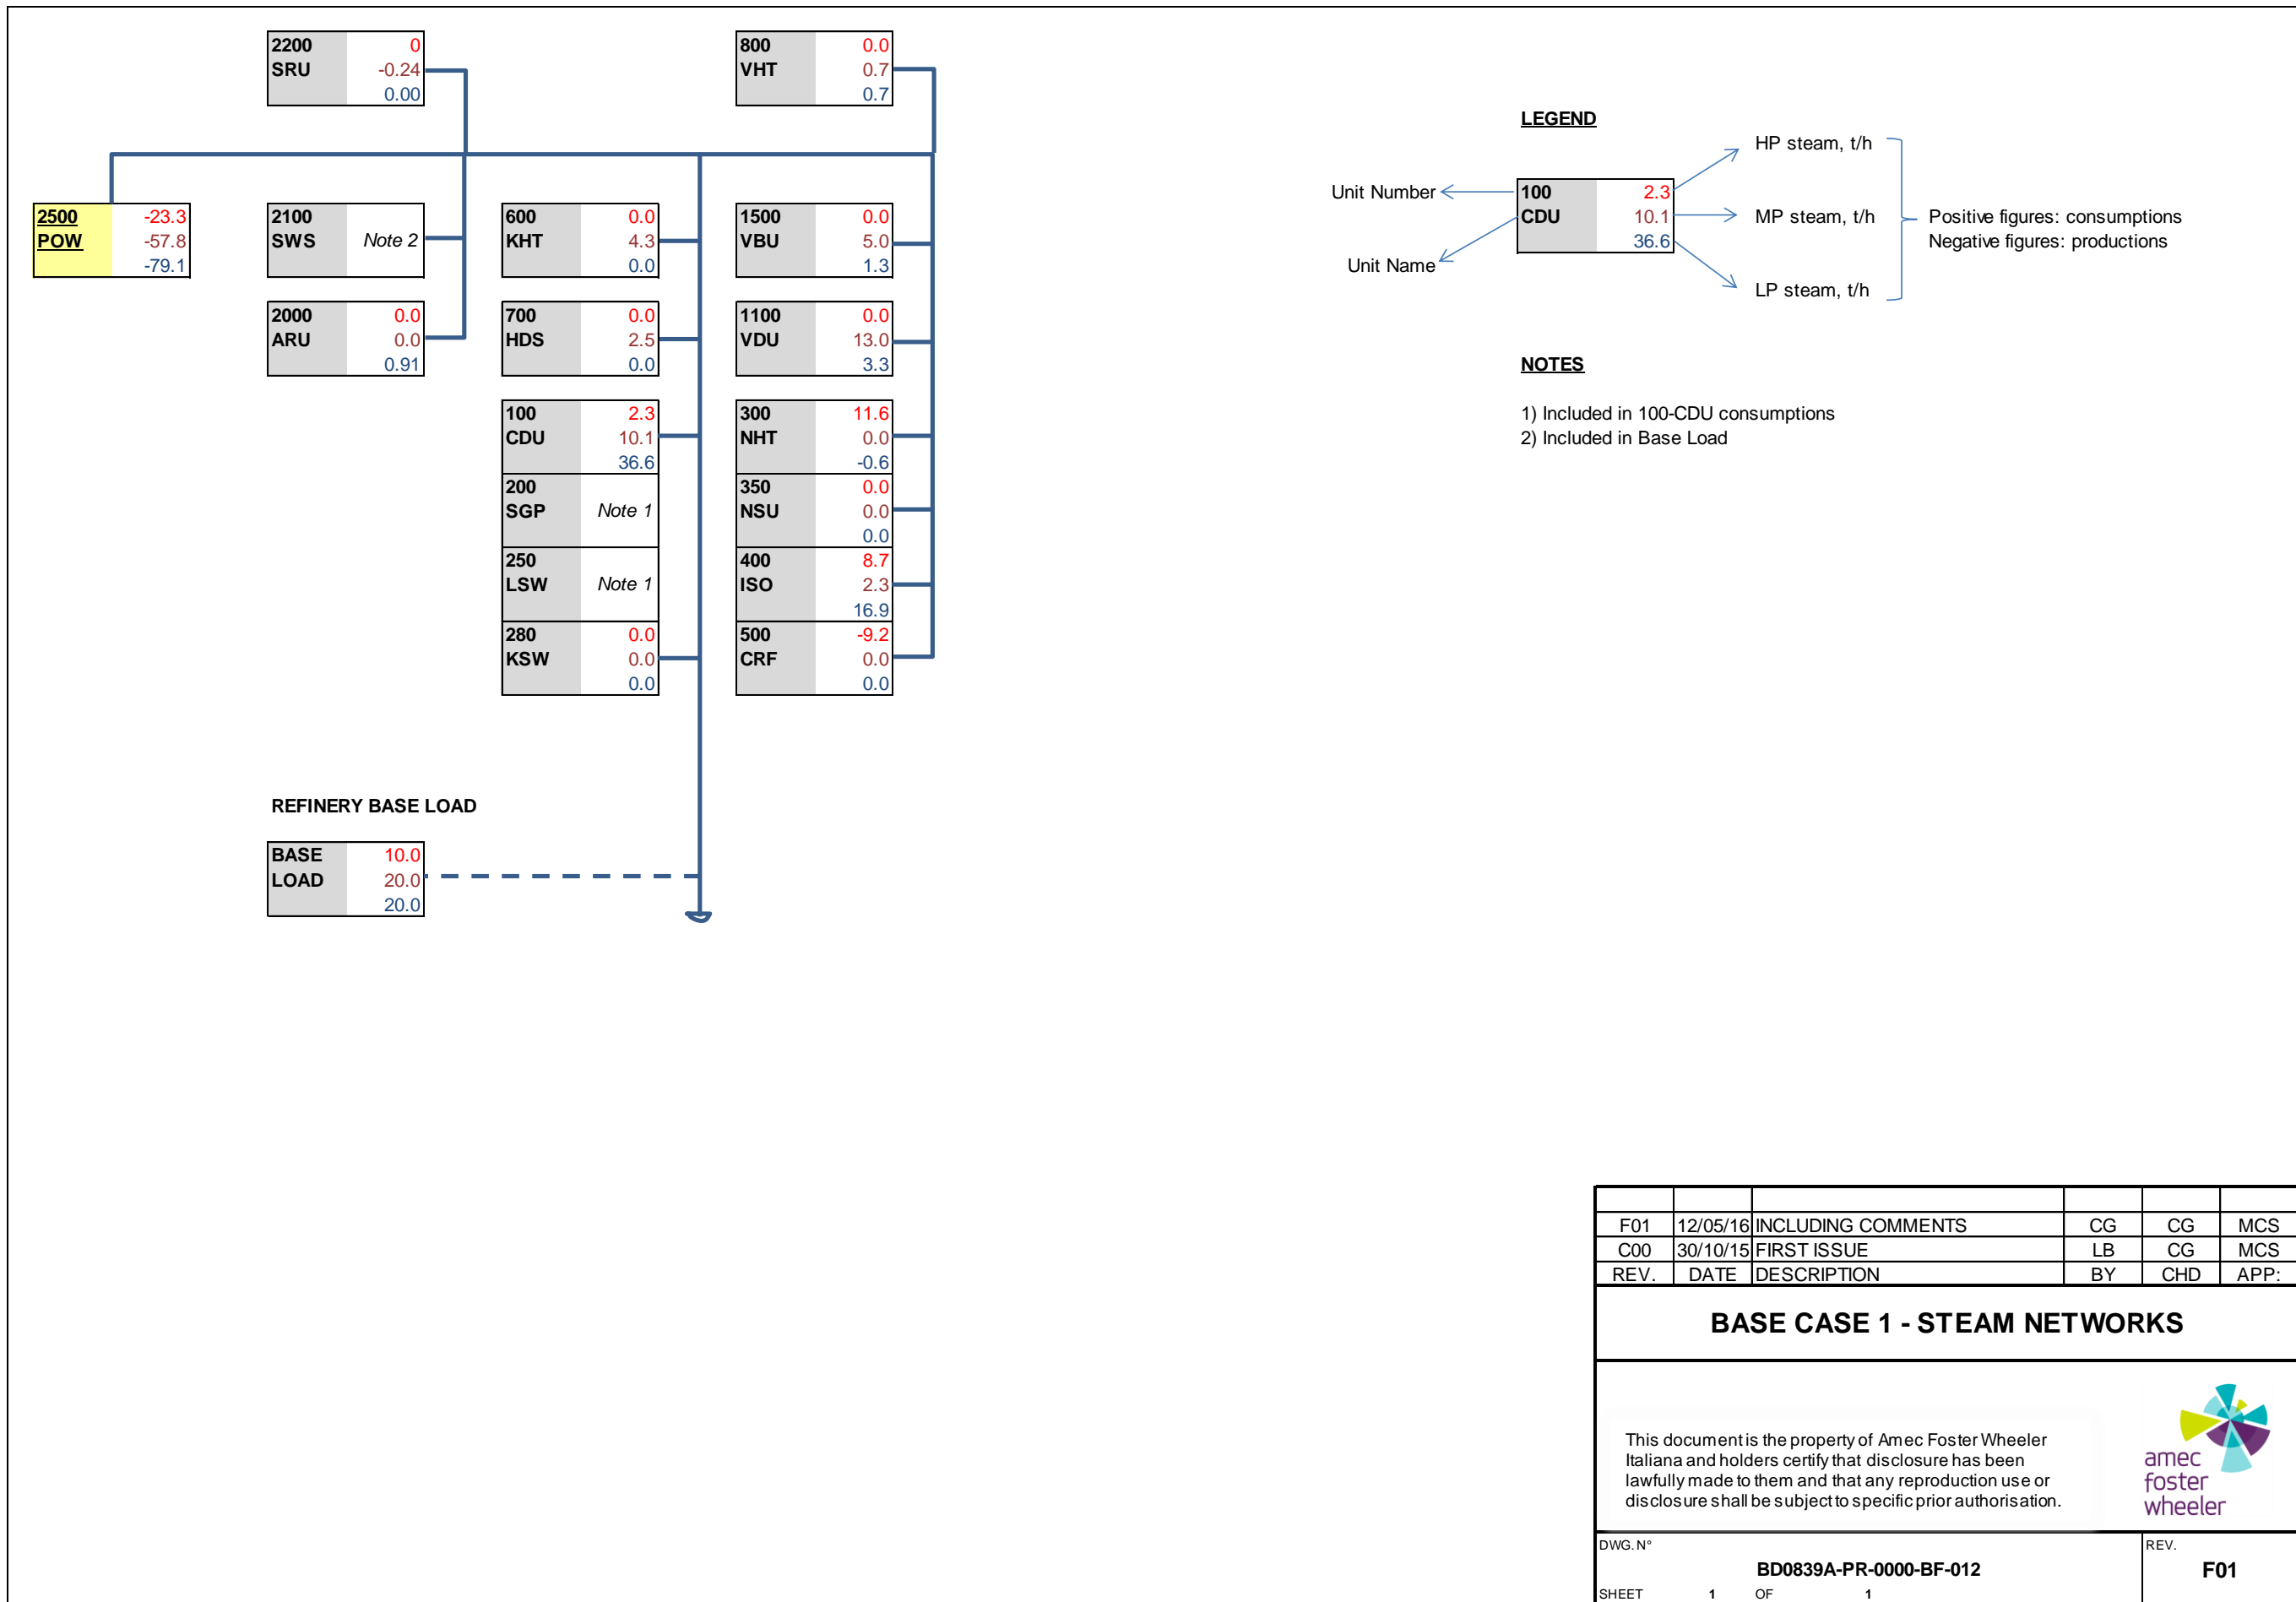 2200 0
SRU -0.24
0.00
800 0.0
VHT 0.7
0.7
2500 -23.3
POW -57.8
-79.1
2100
SWS Note 2
2000 0.0
ARU 0.0
0.91
600 0.0
KHT 4.3
0.0
700 0.0
HDS 2.5
0.0
100 2.3
CDU 10.1
36.6
200
SGP Note 1
250
LSW Note 1
280 0.0
KSW 0.0
0.0
1500 0.0
VBU 5.0
1.3
1100 0.0
VDU 13.0
3.3
300 11.6
NHT 0.0
-0.6
350 0.0
NSU 0.0
0.0
400 8.7
ISO 2.3
16.9
500 -9.2
CRF 0.0
0.0
REFINERY BASE LOAD
BASE 10.0
LOAD 20.0
20.0
LEGEND
HP steam, t/h
Unit Number
100 2.3
CDU 10.1
36.6
MP steam, t/h
Positive figures: consumptions
Negative figures: productions
Unit Name
LP steam, t/h
NOTES
1) Included in 100-CDU consumptions
2) Included in Base Load
F01 12/05/16 INCLUDING COMMENTS CG CG MCS
C00 30/10/15 FIRST ISSUE LB CG MCS
REV. DATE DESCRIPTION BY CHD APP:
BASE CASE 1 - STEAM NETWORKS
This document is the property of Amec Foster Wheeler
Italiana and holders certify that disclosure has been
lawfully made to them and that any reproduction use or
disclosure shall be subject to specific prior authorisation.
amec
foster
wheeler
DWG. N° REV.
BD0839A-PR-0000-BF-012 F01
SHEET 1 OF 1